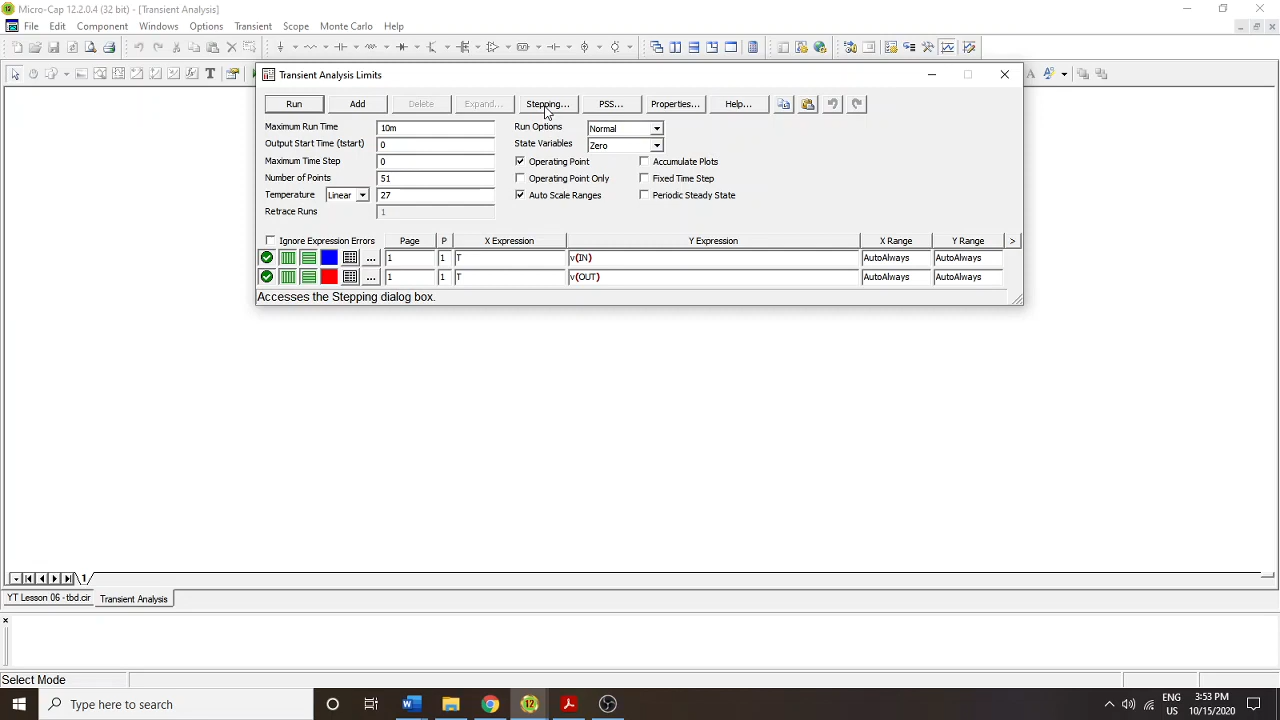 Micro-Cap 12.2.0.4 (32 bit) - [Transient Analysis]
File Edit Component Windows Options Transient Scope Monte Carlo Help
Transient Analysis Limits
Run Add Delete Expand... Stepping... PSS... Properties... Help...
Maximum Run Time 10m Run Options Normal
Output Start Time (tstart) 0 State Variables Zero
Maximum Time Step 0 Operating Point Accumulate Plots
Number of Points 51 Operating Point Only Fixed Time Step
Temperature Linear 27 Auto Scale Ranges Periodic Steady State
Retrace Runs 1
Ignore Expression Errors Page P X Expression Y Expression X Range Y Range >
... 1 1 T v(IN) AutoAlways AutoAlways
... 1 1 T v(OUT) AutoAlways AutoAlways
Accesses the Stepping dialog box.
1
YT Lesson 06 - tbd.cir Transient Analysis
Select Mode
Type here to search
ENG
US
3:53 PM
10/15/2020